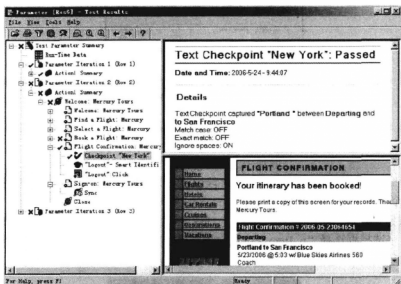 Parameter [Res6] - Test Results
File View Tools Help
Test Parameter Summary
Run-Time Data
Parameter Iteration 1 (Row 1)
Action1 Summary
Parameter Iteration 2 (Row 2)
Action1 Summary
Welcome: Mercury Tours
Welcome: Mercury Tours
Find a Flight: Mercury
Select a Flight: Mercury
Book a Flight: Mercury
Flight Confirmation: Mercury
Checkpoint "New York"
"Logout"- Smart Identifi
"Logout" Click
Sign-on: Mercury Tours
Sync
Close
Parameter Iteration 3 (Row 3)
Text Checkpoint "New York": Passed
Date and Time: 2006-5-24 - 9:44:07
Details
Text Checkpoint captured "Portland " between Departing and
to San Francisco
Match case: OFF
Exact match: OFF
Ignore spaces: ON
Home
Flights
Hotels
Car Rentals
Cruises
Destinations
Vacations
FLIGHT CONFIRMATION
Your itinerary has been booked!
Please print a copy of this screen for your records. Tha
Mercury Tours.
Flight Confirmation # 2006-05-23064654
Departing
Portland to San Francisco
5/23/2006 @ 5:03 w/ Blue Skies Airlines 560
Coach
For Help, press F1
Ready